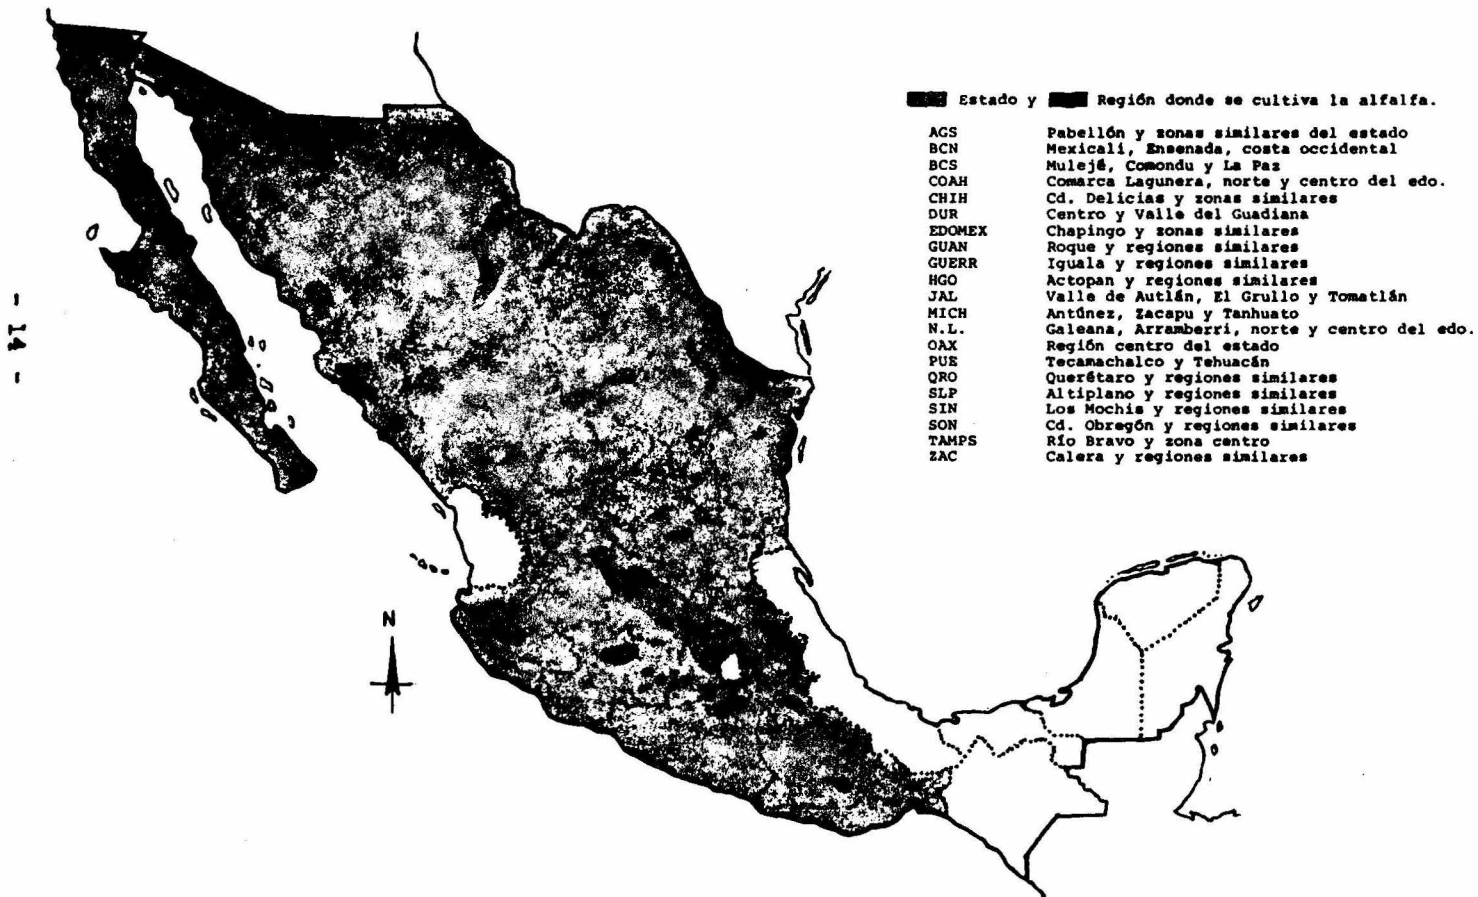 Estado y Región donde se cultiva la alfalfa.
AGS Pabellón y zonas similares del estado
BCN Mexicali, Ensenada, costa occidental
BCS Mulejé, Comondu y La Paz
COAH Comarca Lagunera, norte y centro del edo.
CHIH Cd. Delicias y zonas similares
DUR Centro y Valle del Guadiana
EDOMEX Chapingo y zonas similares
GUAN Roque y regiones similares
GUERR Iguala y regiones similares
HGO Actopan y regiones similares
JAL Valle de Autlán, El Grullo y Tomatlán
MICH Antúnez, Zacapu y Tanhuato
N.L. Galeana, Arramberri, norte y centro del edo.
OAX Región centro del estado
PUE Tecamachalco y Tehuacán
QRO Querétaro y regiones similares
SLP Altiplano y regiones similares
SIN Los Mochis y regiones similares
SON Cd. Obregón y regiones similares
TAMPS Río Bravo y zona centro
ZAC Calera y regiones similares
N
- 14 -